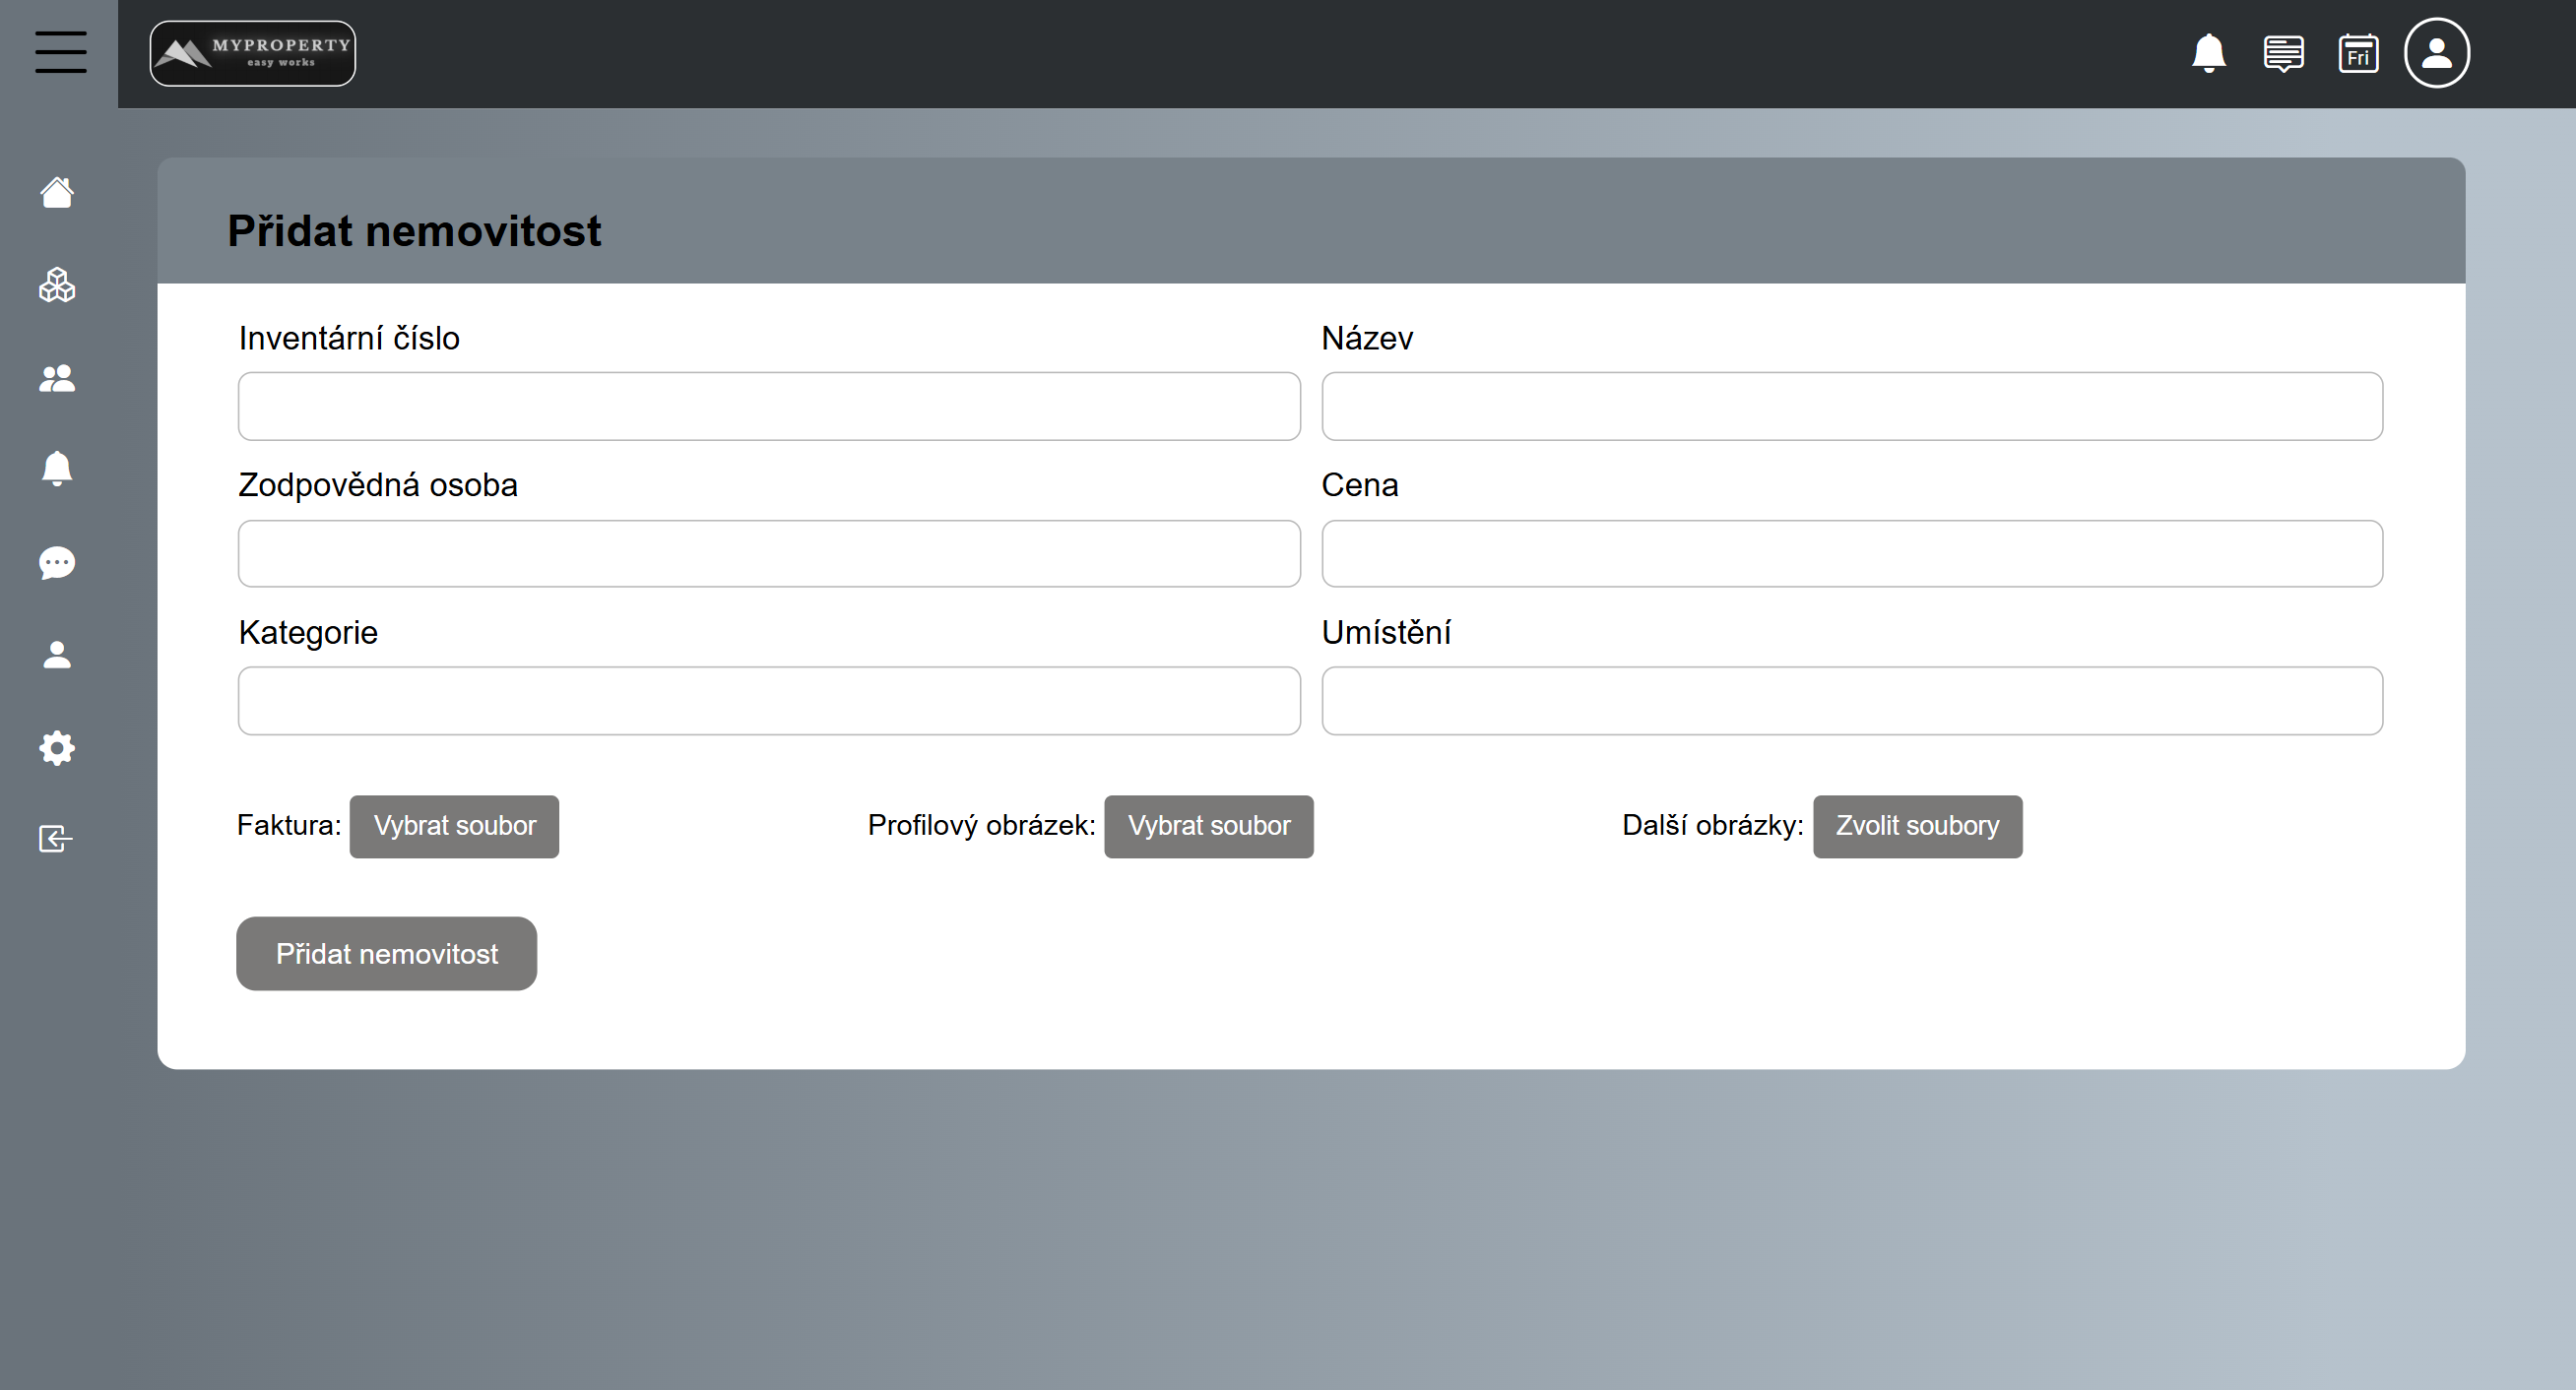 MYPROPERTY
easy works
Fri
Přidat nemovitost
Inventární číslo
Název
Zodpovědná osoba
Cena
Kategorie
Umístění
Faktura: Vybrat soubor
Profilový obrázek: Vybrat soubor
Další obrázky: Zvolit soubory
Přidat nemovitost